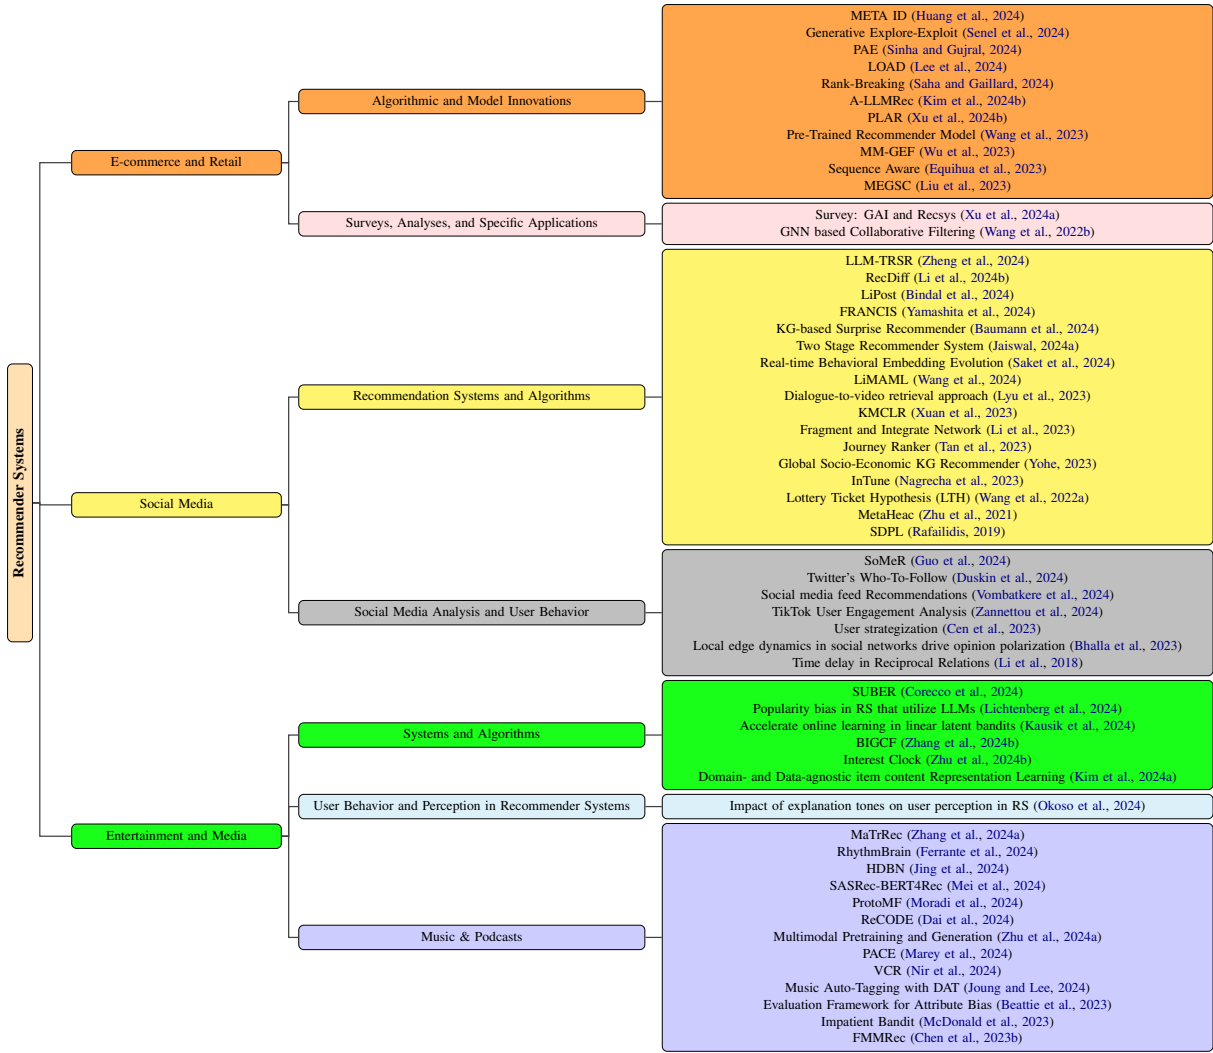 Recommender Systems
E-commerce and Retail
Algorithmic and Model Innovations
META ID (Huang et al., 2024)
Generative Explore-Exploit (Senel et al., 2024)
PAE (Sinha and Gujral, 2024)
LOAD (Lee et al., 2024)
Rank-Breaking (Saha and Gaillard, 2024)
A-LLMRec (Kim et al., 2024b)
PLAR (Xu et al., 2024b)
Pre-Trained Recommender Model (Wang et al., 2023)
MM-GEF (Wu et al., 2023)
Sequence Aware (Equihua et al., 2023)
MEGSC (Liu et al., 2023)
Surveys, Analyses, and Specific Applications
Survey: GAI and Recsys (Xu et al., 2024a)
GNN based Collaborative Filtering (Wang et al., 2022b)
Social Media
Recommendation Systems and Algorithms
LLM-TRSR (Zheng et al., 2024)
RecDiff (Li et al., 2024b)
LiPost (Bindal et al., 2024)
FRANCIS (Yamashita et al., 2024)
KG-based Surprise Recommender (Baumann et al., 2024)
Two Stage Recommender System (Jaiswal, 2024a)
Real-time Behavioral Embedding Evolution (Saket et al., 2024)
LiMAML (Wang et al., 2024)
Dialogue-to-video retrieval approach (Lyu et al., 2023)
KMCLR (Xuan et al., 2023)
Fragment and Integrate Network (Li et al., 2023)
Journey Ranker (Tan et al., 2023)
Global Socio-Economic KG Recommender (Yohe, 2023)
InTune (Nagrecha et al., 2023)
Lottery Ticket Hypothesis (LTH) (Wang et al., 2022a)
MetaHeac (Zhu et al., 2021)
SDPL (Rafailidis, 2019)
Social Media Analysis and User Behavior
SoMeR (Guo et al., 2024)
Twitter's Who-To-Follow (Duskin et al., 2024)
Social media feed Recommendations (Vombatkere et al., 2024)
TikTok User Engagement Analysis (Zannettou et al., 2024)
User strategization (Cen et al., 2023)
Local edge dynamics in social networks drive opinion polarization (Bhalla et al., 2023)
Time delay in Reciprocal Relations (Li et al., 2018)
Entertainment and Media
Systems and Algorithms
SUBER (Corecco et al., 2024)
Popularity bias in RS that utilize LLMs (Lichtenberg et al., 2024)
Accelerate online learning in linear latent bandits (Kausik et al., 2024)
BIGCF (Zhang et al., 2024b)
Interest Clock (Zhu et al., 2024b)
Domain- and Data-agnostic item content Representation Learning (Kim et al., 2024a)
User Behavior and Perception in Recommender Systems
Impact of explanation tones on user perception in RS (Okoso et al., 2024)
Music & Podcasts
MaTrRec (Zhang et al., 2024a)
RhythmBrain (Ferrante et al., 2024)
HDBN (Jing et al., 2024)
SASRec-BERT4Rec (Mei et al., 2024)
ProtoMF (Moradi et al., 2024)
ReCODE (Dai et al., 2024)
Multimodal Pretraining and Generation (Zhu et al., 2024a)
PACE (Marey et al., 2024)
VCR (Nir et al., 2024)
Music Auto-Tagging with DAT (Joung and Lee, 2024)
Evaluation Framework for Attribute Bias (Beattie et al., 2023)
Impatient Bandit (McDonald et al., 2023)
FMMRec (Chen et al., 2023b)